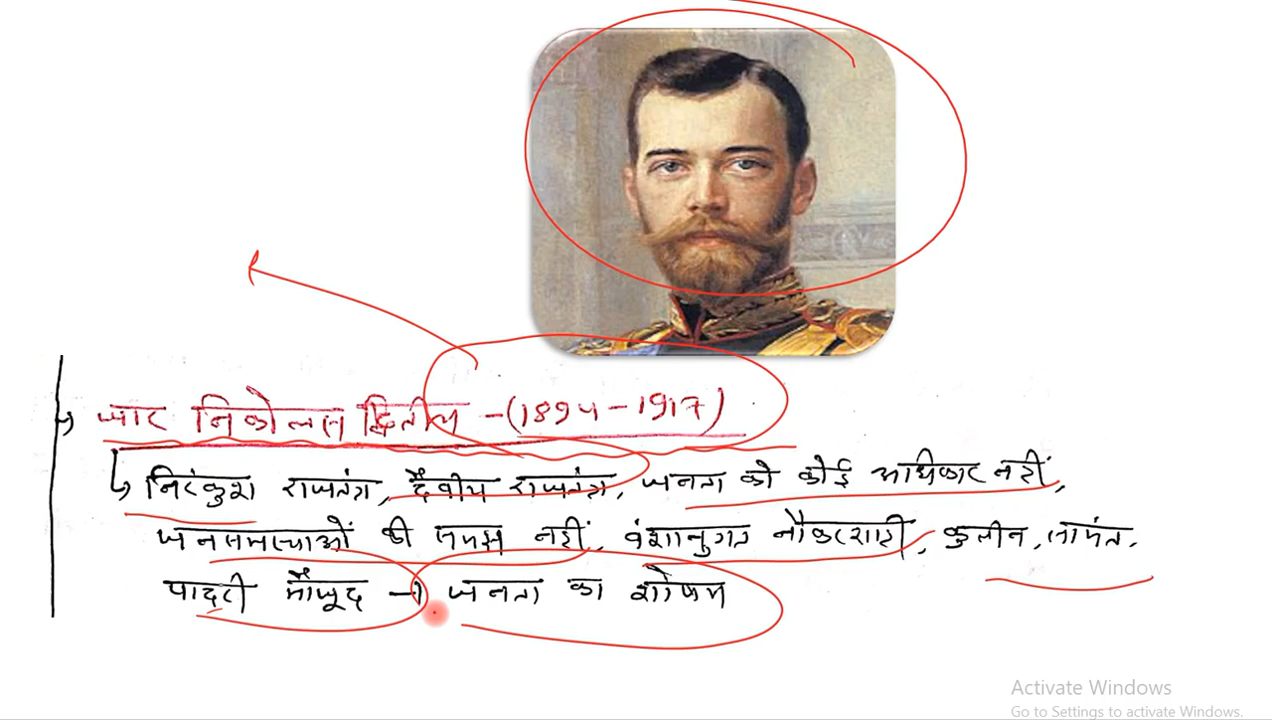 जार निकोलस द्वितीय - (1894 - 1917)
निरंकुश राजतंत्र, दैवीय राजतंत्र, जनता को कोई अधिकार नहीं,
जनसमस्याओं की समझ नहीं, वंशानुगत नौकरशाही, कुलीन, सामंत,
पादरी मौजूद → जनता का शोषण
Activate Windows
Go to Settings to activate Windows.